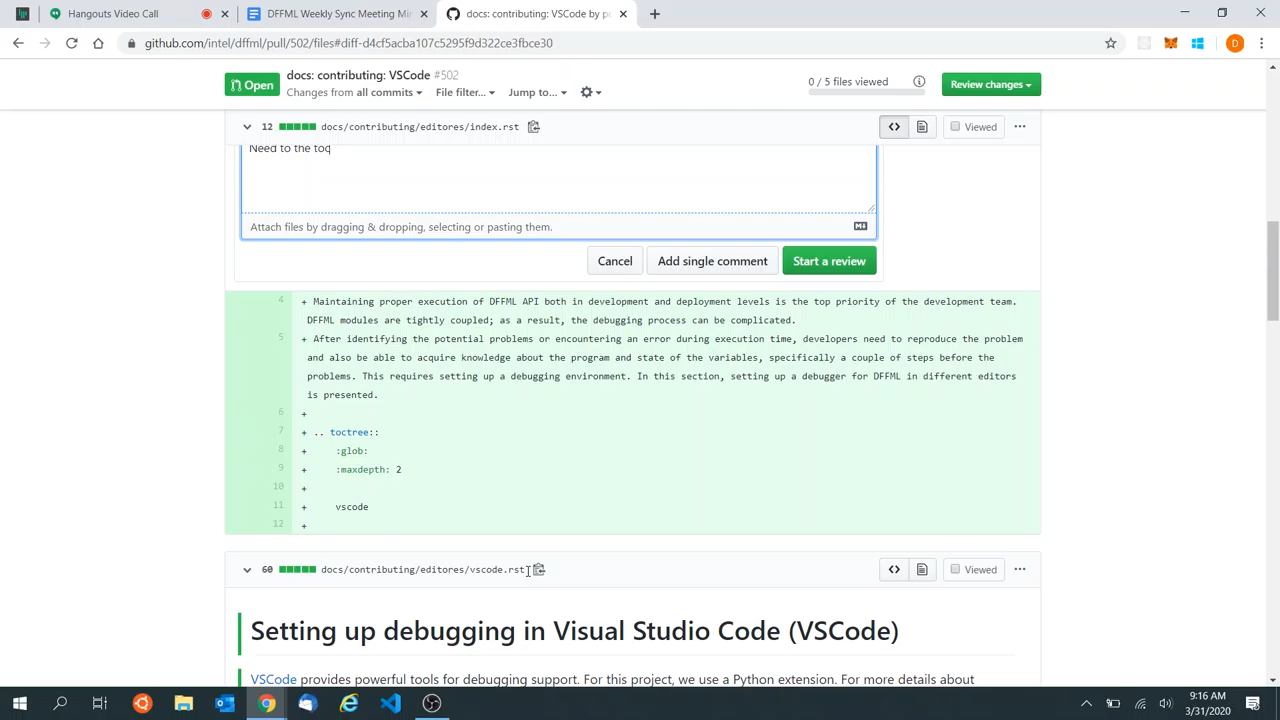 Hangouts Video Call
DFFML Weekly Sync Meeting Mi
docs: contributing: VSCode by p
github.com/intel/dffml/pull/502/files#diff-d4cf5acba107c5295f9d322ce3fbce30
D
Open
docs: contributing: VSCode #502
Changes from all commits
File filter...
Jump to...
0 / 5 files viewed
Review changes
12
docs/contributing/editores/index.rst
Viewed
Need to the toq
Attach files by dragging & dropping, selecting or pasting them.
Cancel
Add single comment
Start a review
4 + Maintaining proper execution of DFFML API both in development and deployment levels is the top priority of the development team.
DFFML modules are tightly coupled; as a result, the debugging process can be complicated.
5 + After identifying the potential problems or encountering an error during execution time, developers need to reproduce the problem
and also be able to acquire knowledge about the program and state of the variables, specifically a couple of steps before the
problems. This requires setting up a debugging environment. In this section, setting up a debugger for DFFML in different editors
is presented.
6 +
7 + .. toctree::
8 + :glob:
9 + :maxdepth: 2
10 +
11 + vscode
12 +
60
docs/contributing/editores/vscode.rst
Viewed
Setting up debugging in Visual Studio Code (VSCode)
VSCode provides powerful tools for debugging support. For this project, we use a Python extension. For more details about
9:16 AM
3/31/2020